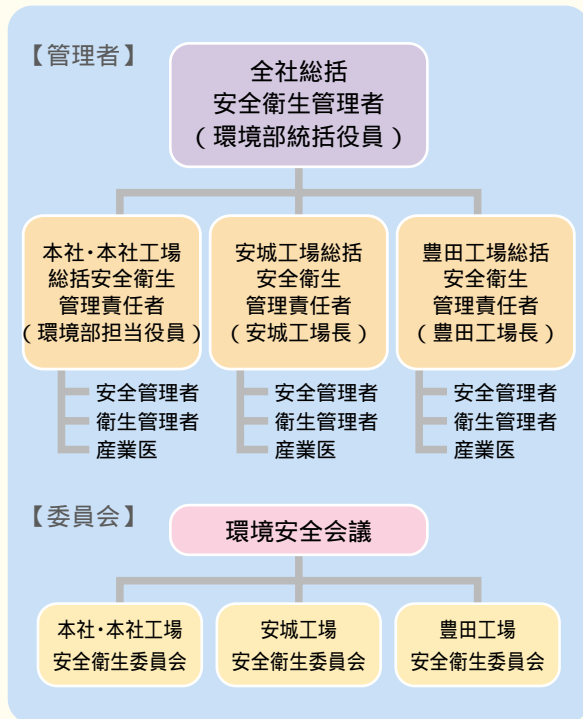 【管理者】
全社総括
安全衛生管理者
(環境部統括役員)
本社・本社工場
総括安全衛生
管理責任者
(環境部担当役員)
安全管理者
衛生管理者
産業医
安城工場総括
安全衛生
管理責任者
(安城工場長)
安全管理者
衛生管理者
産業医
豊田工場総括
安全衛生
管理責任者
(豊田工場長)
安全管理者
衛生管理者
産業医
【委員会】
環境安全会議
本社・本社工場
安全衛生委員会
安城工場
安全衛生委員会
豊田工場
安全衛生委員会